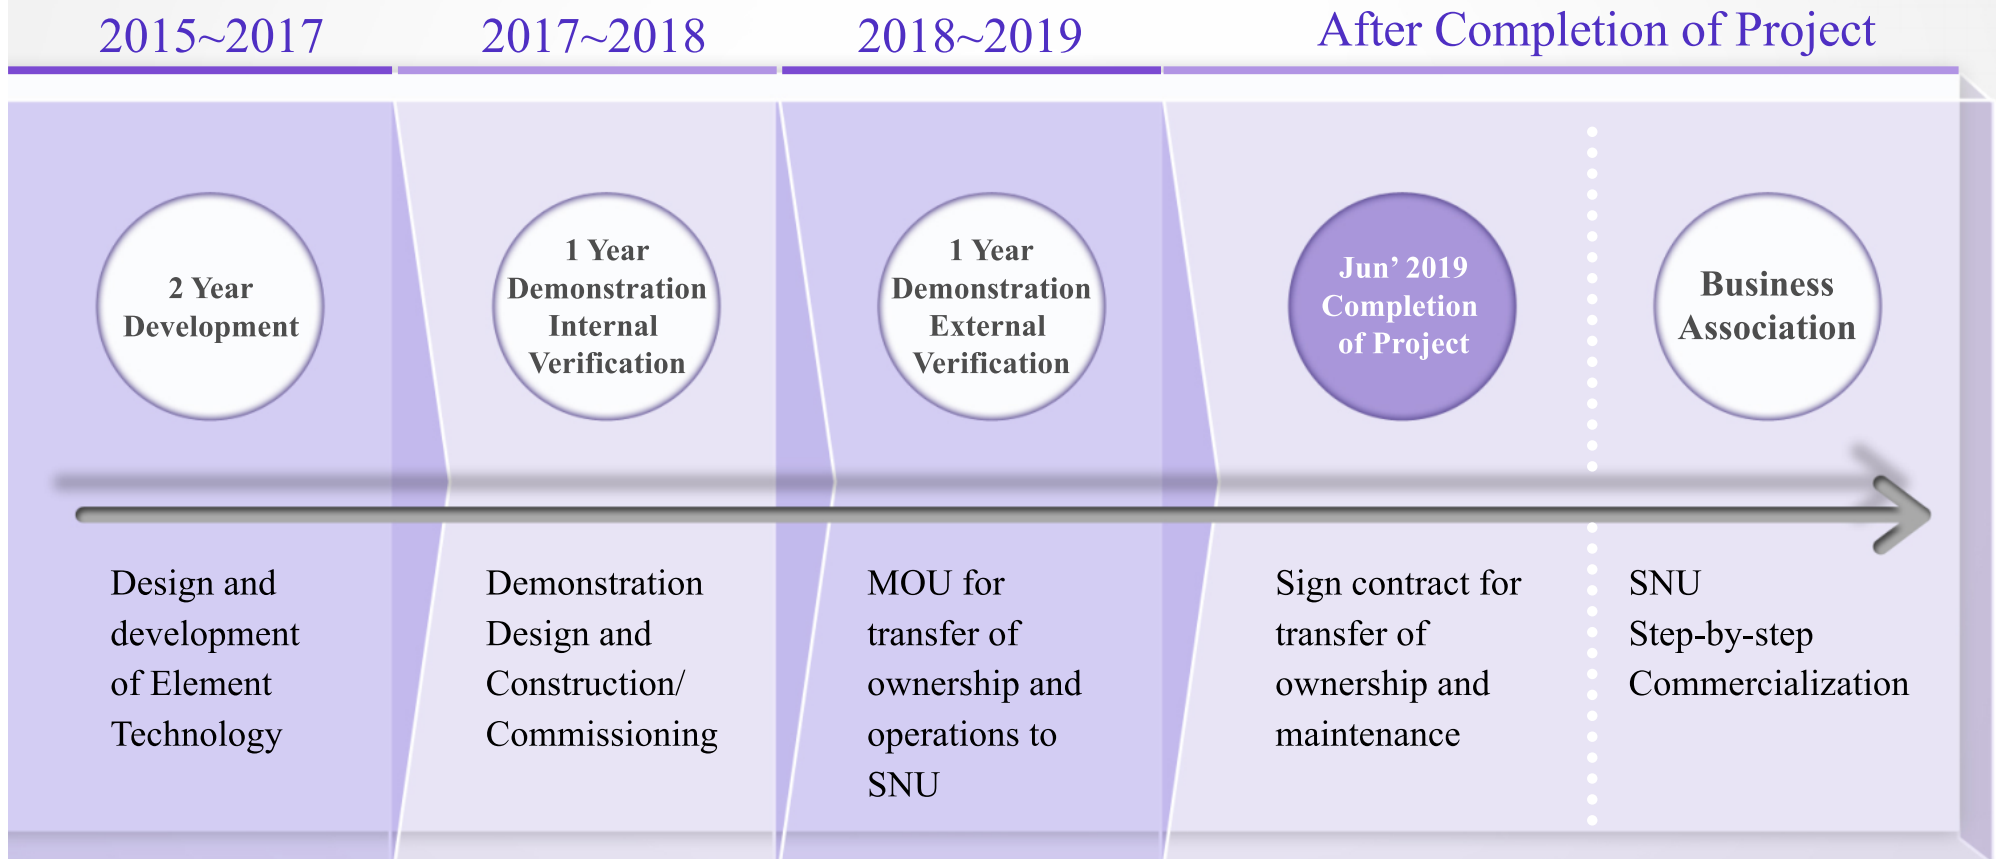 2015~2017
2017~2018
2018~2019
After Completion of Project
2 Year
Development
1 Year
Demonstration
Internal
Verification
1 Year
Demonstration
External
Verification
Jun’ 2019
Completion
of Project
Business
Association
Design and
development
of Element
Technology
Demonstration
Design and
Construction/
Commissioning
MOU for
transfer of
ownership and
operations to
SNU
Sign contract for
transfer of
ownership and
maintenance
SNU
Step-by-step
Commercialization